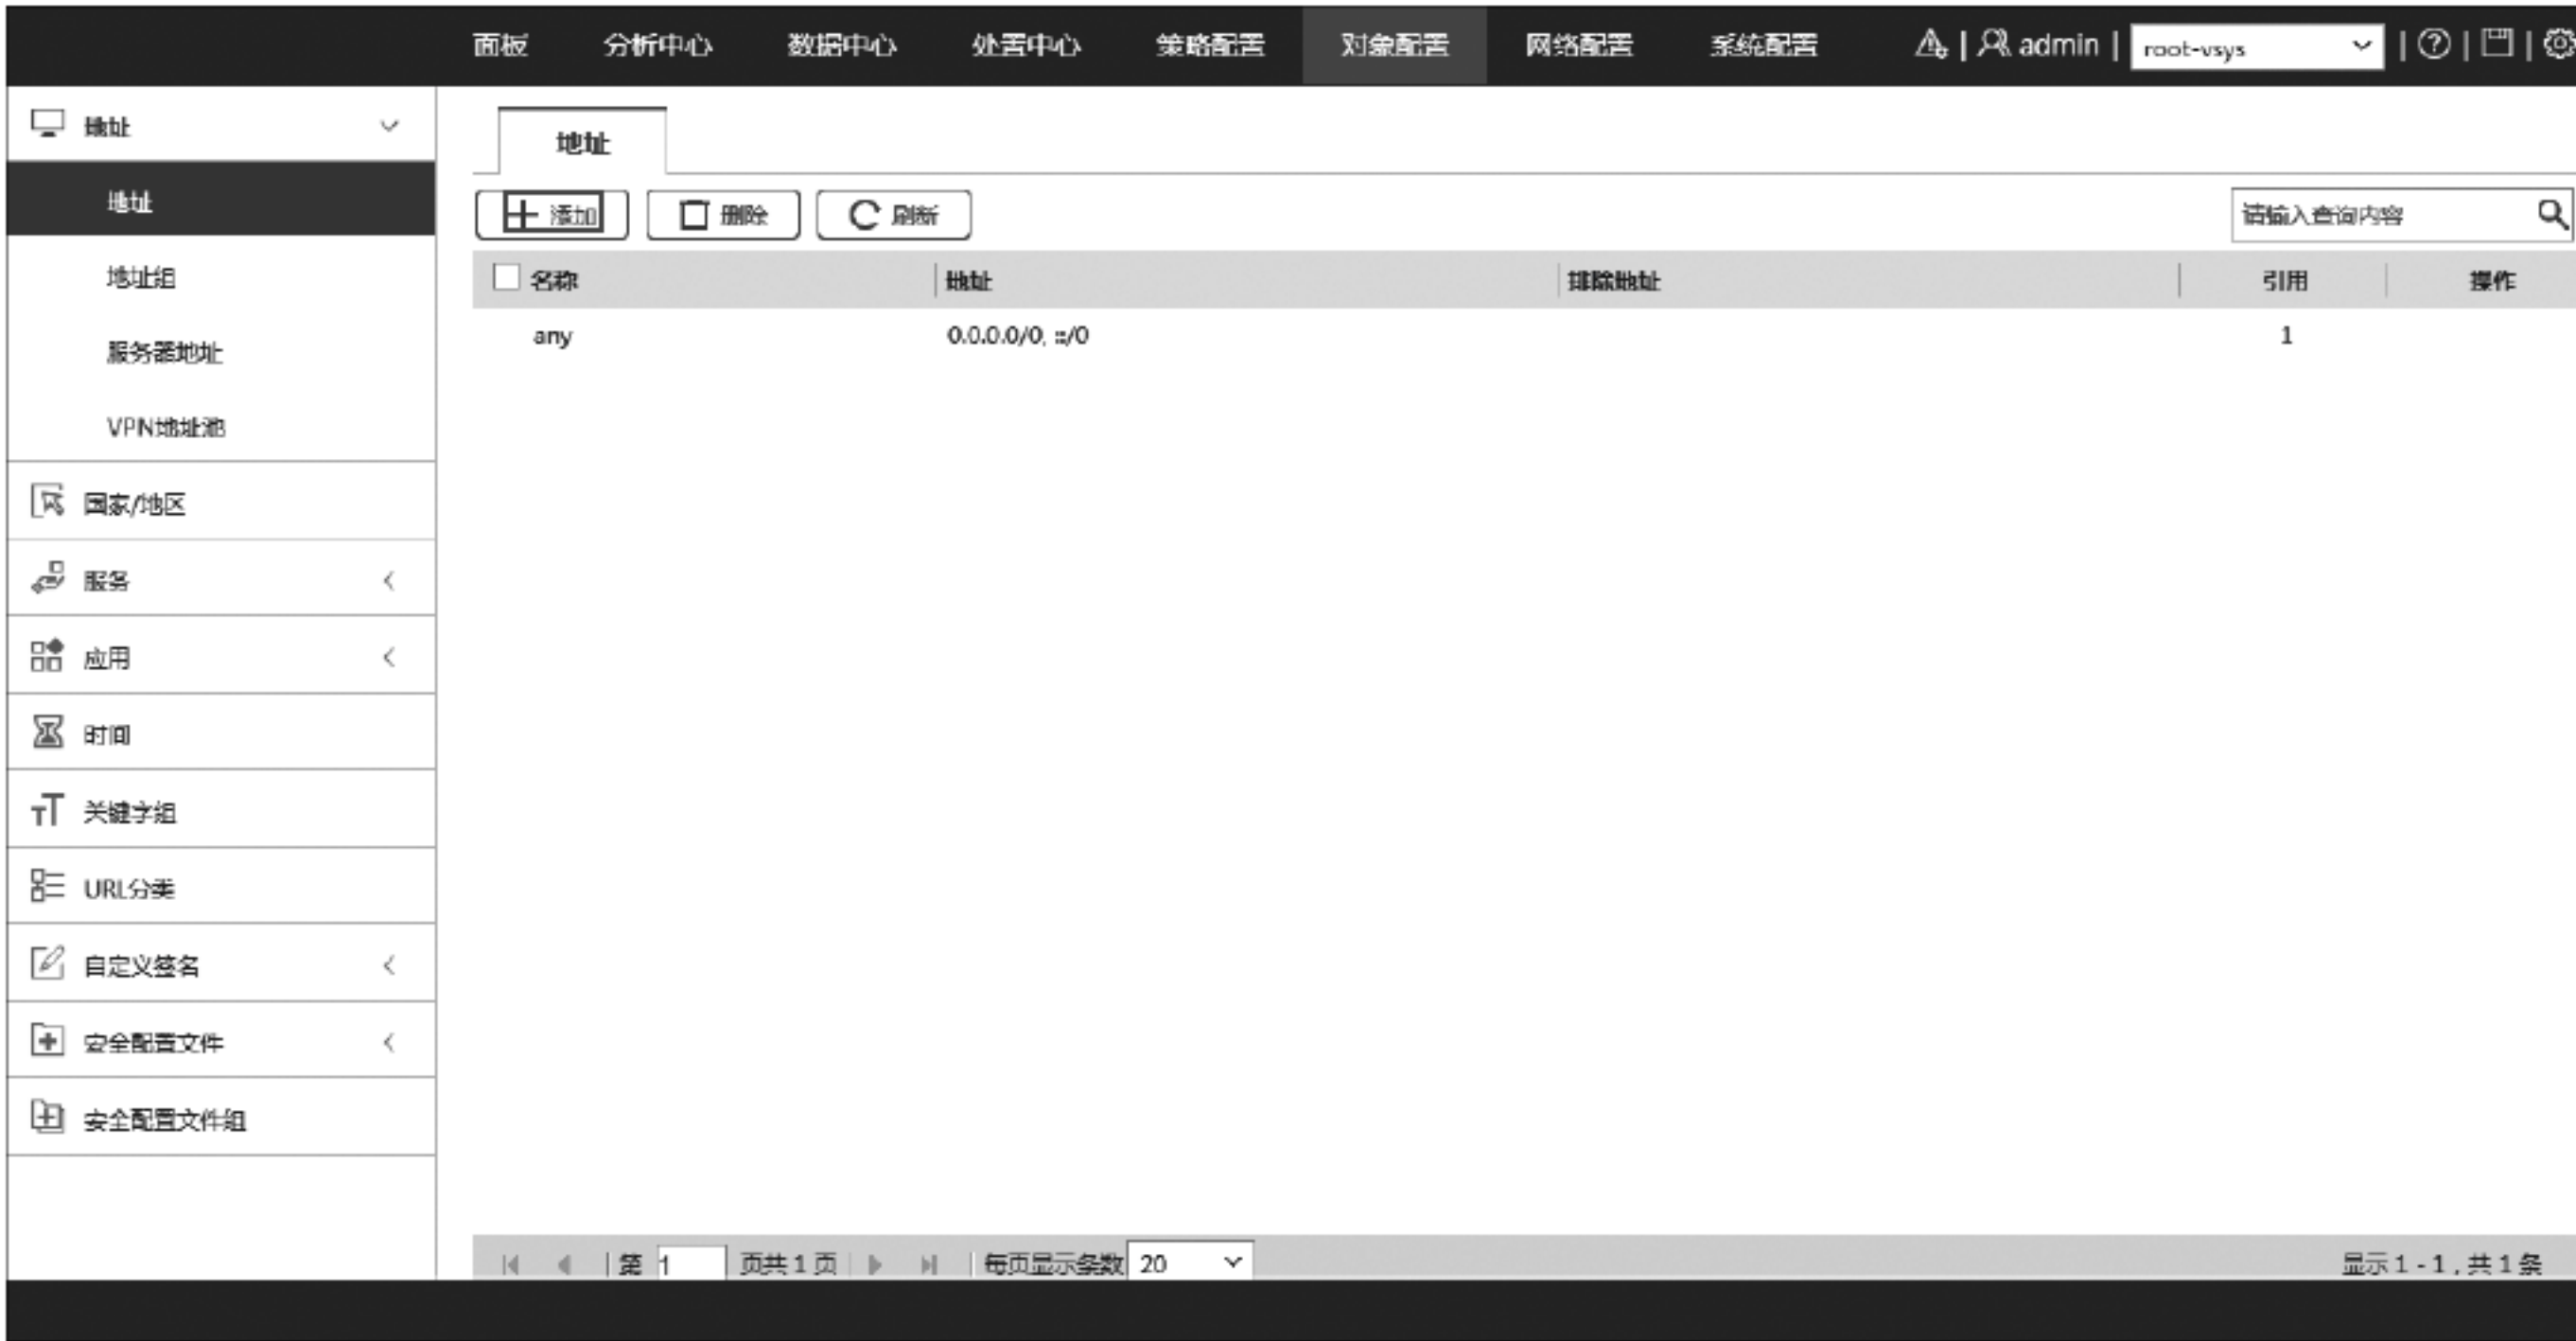 面板 分析中心 数据中心 处置中心 策略配置 对象配置 网络配置 系统配置 admin root-vsys
地址
地址
地址组
服务器地址
VPN地址池
国家/地区
服务
应用
时间
关键字组
URL分类
自定义签名
安全配置文件
安全配置文件组
地址
添加 删除 刷新 请输入查询内容
名称 地址 排除地址 引用 操作
any 0.0.0.0/0, ::/0 1
第 1 页共 1 页 每页显示条数 20 显示 1 - 1 , 共 1 条